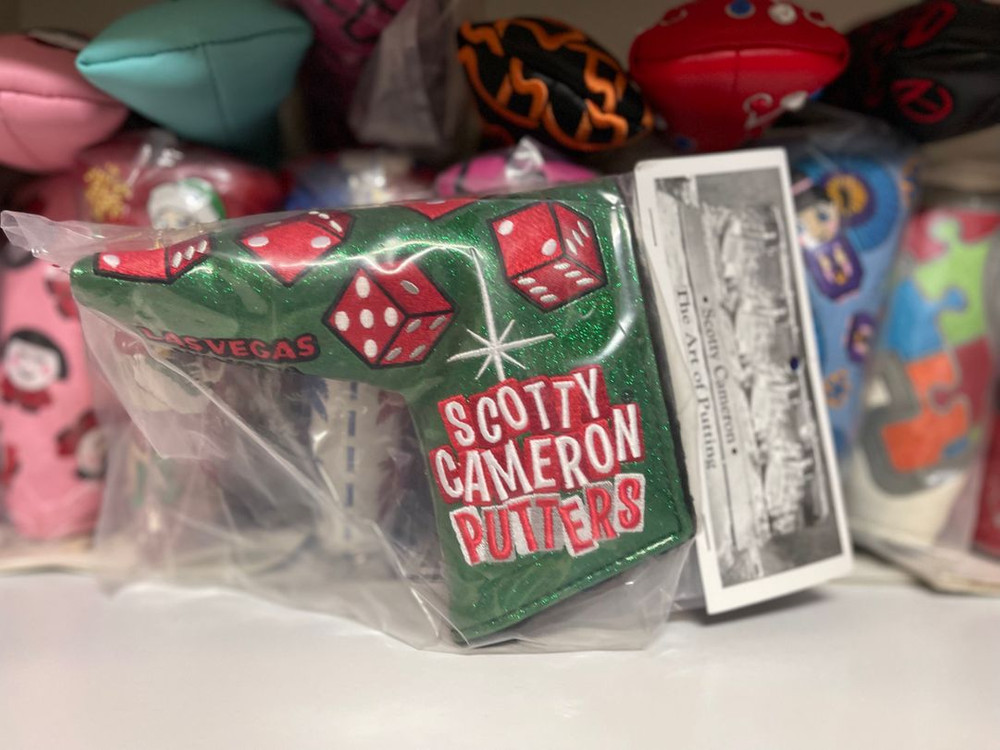 LAS VEGAS
SCOTTY
CAMERON
PUTTERS
• Scotty Cameron •
The Art of Putting